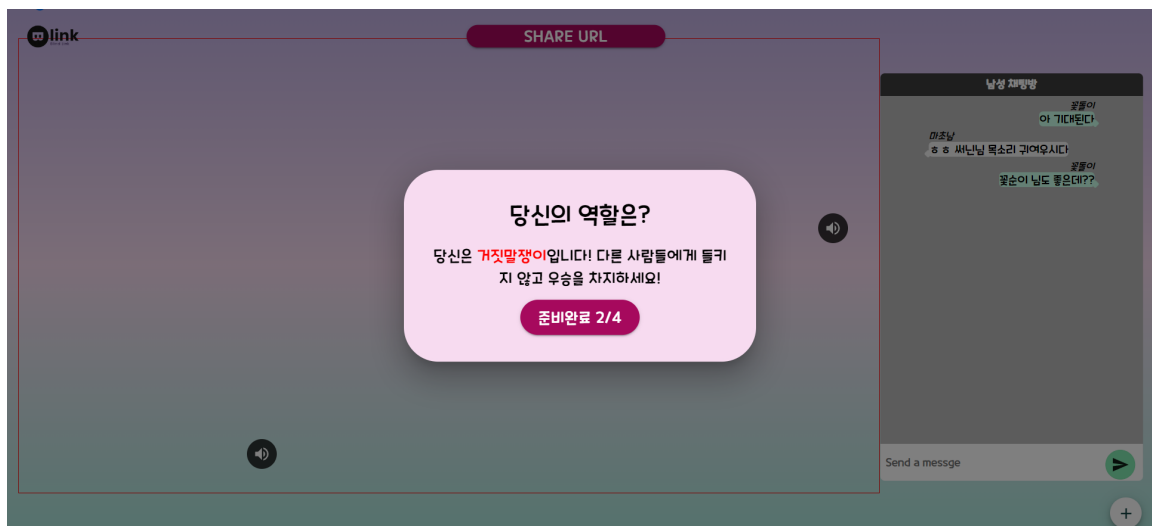 link
SHARE URL
남성 채팅방
꽃돌이
아 기대된다
마초남
ㅎ ㅎ 써닌님 목소리 귀여우시다
꽃돌이
꽃순이 님도 좋은데??
당신의 역할은?
당신은 거짓말쟁이입니다! 다른 사람들에게 들키
지 않고 우승을 차지하세요!
준비완료 2/4
Send a messge